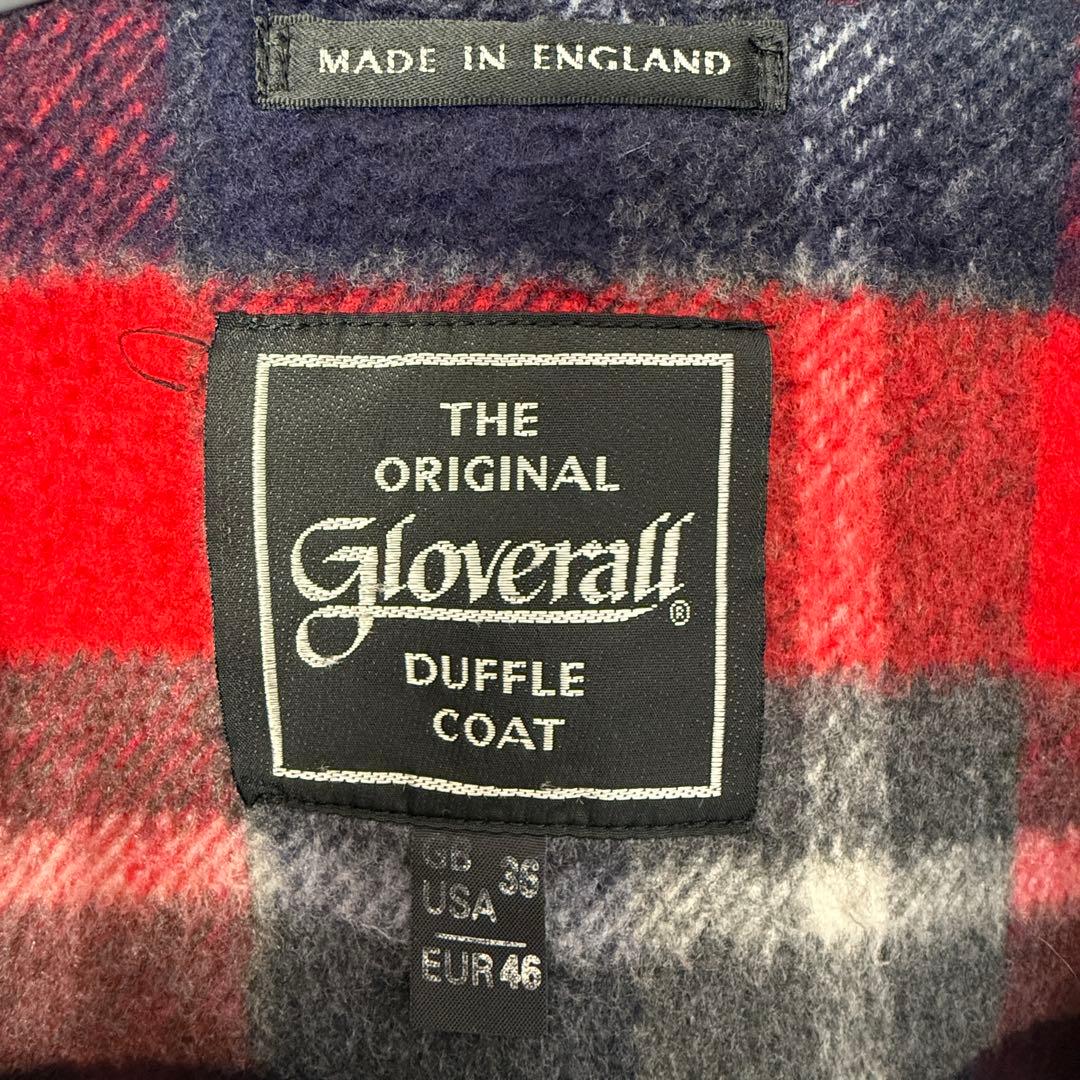 MADE IN ENGLAND
THE
ORIGINAL
Gloverall®
DUFFLE
COAT
GB
USA 36
EUR 46